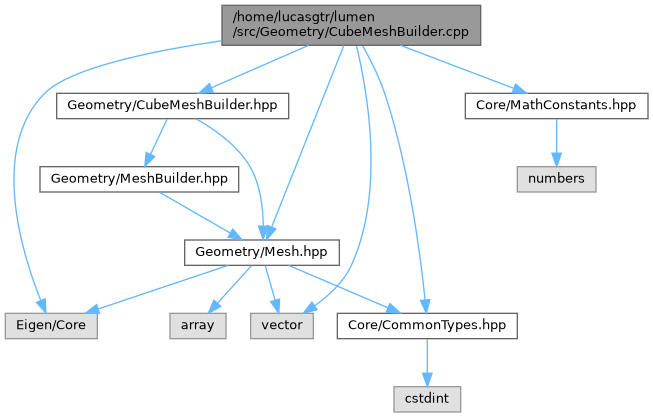 /home/lucasgtr/lumen
/src/Geometry/CubeMeshBuilder.cpp
Geometry/CubeMeshBuilder.hpp
Core/MathConstants.hpp
Geometry/MeshBuilder.hpp
numbers
Geometry/Mesh.hpp
Eigen/Core
array
vector
Core/CommonTypes.hpp
cstdint